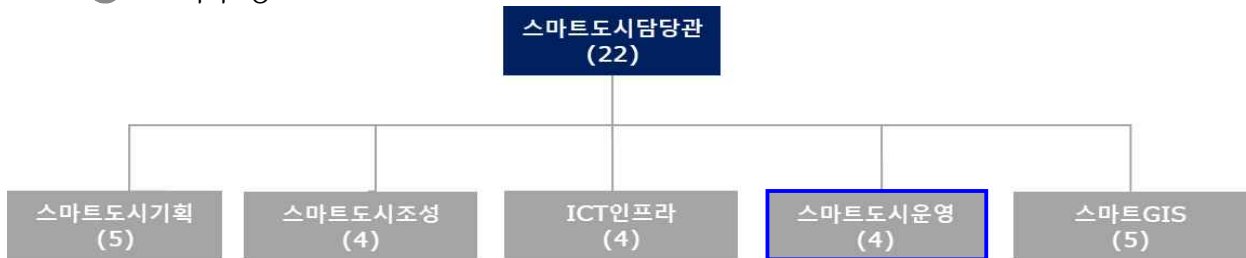 스마트도시담당관
(22)
스마트도시기획
(5)
스마트도시조성
(4)
ICT인프라
(4)
스마트도시운영
(4)
스마트GIS
(5)